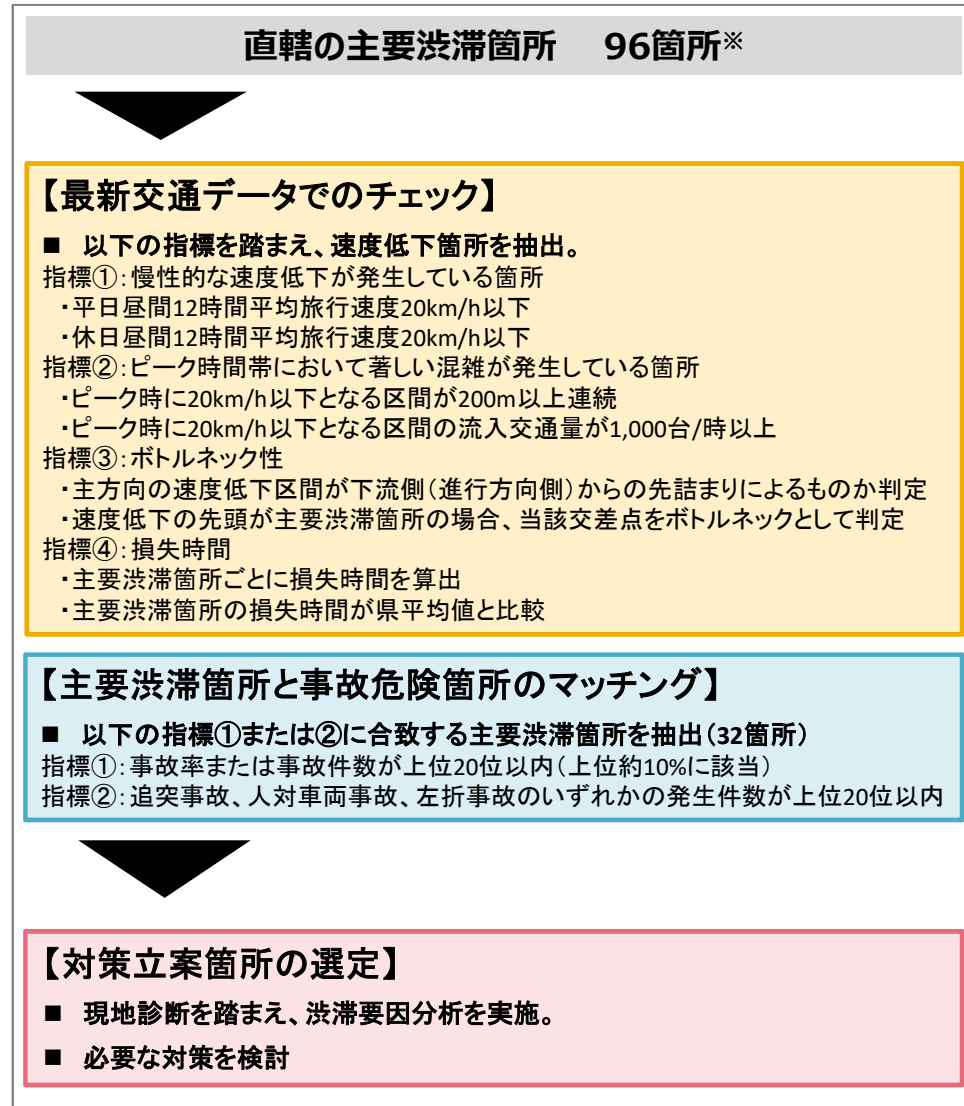 直轄の主要渋滞箇所　96箇所※
【最新交通データでのチェック】
■ 以下の指標を踏まえ、速度低下箇所を抽出。
指標①：慢性的な速度低下が発生している箇所
・平日昼間12時間平均旅行速度20km/h以下
・休日昼間12時間平均旅行速度20km/h以下
指標②：ピーク時間帯において著しい混雑が発生している箇所
・ピーク時に20km/h以下となる区間が200m以上連続
・ピーク時に20km/h以下となる区間の流入交通量が1,000台/時以上
指標③：ボトルネック性
・主方向の速度低下区間が下流側（進行方向側）からの先詰まりによるものか判定
・速度低下の先頭が主要渋滞箇所の場合、当該交差点をボトルネックとして判定
指標④：損失時間
・主要渋滞箇所ごとに損失時間を算出
・主要渋滞箇所の損失時間が県平均値と比較
【主要渋滞箇所と事故危険箇所のマッチング】
■ 以下の指標①または②に合致する主要渋滞箇所を抽出（32箇所）
指標①：事故率または事故件数が上位20位以内（上位約10%に該当）
指標②：追突事故、人対車両事故、左折事故のいずれかの発生件数が上位20位以内
【対策立案箇所の選定】
■ 現地診断を踏まえ、渋滞要因分析を実施。
■ 必要な対策を検討